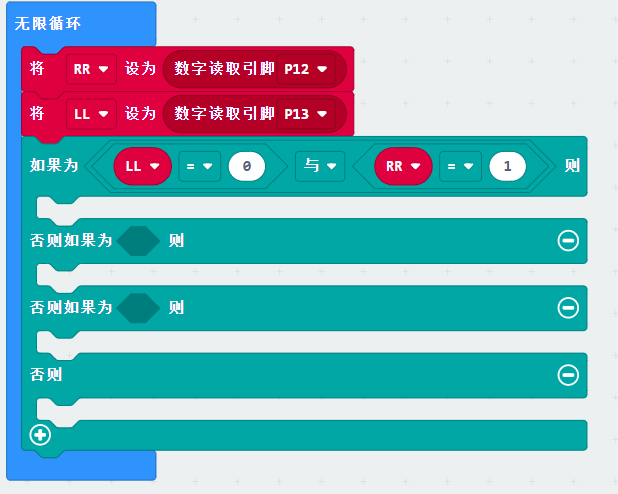 无限循环
将 RR 设为 数字读取引脚 P12
将 LL 设为 数字读取引脚 P13
如果为 LL = 0 与 RR = 1 则
否则如果为 则
否则如果为 则
否则